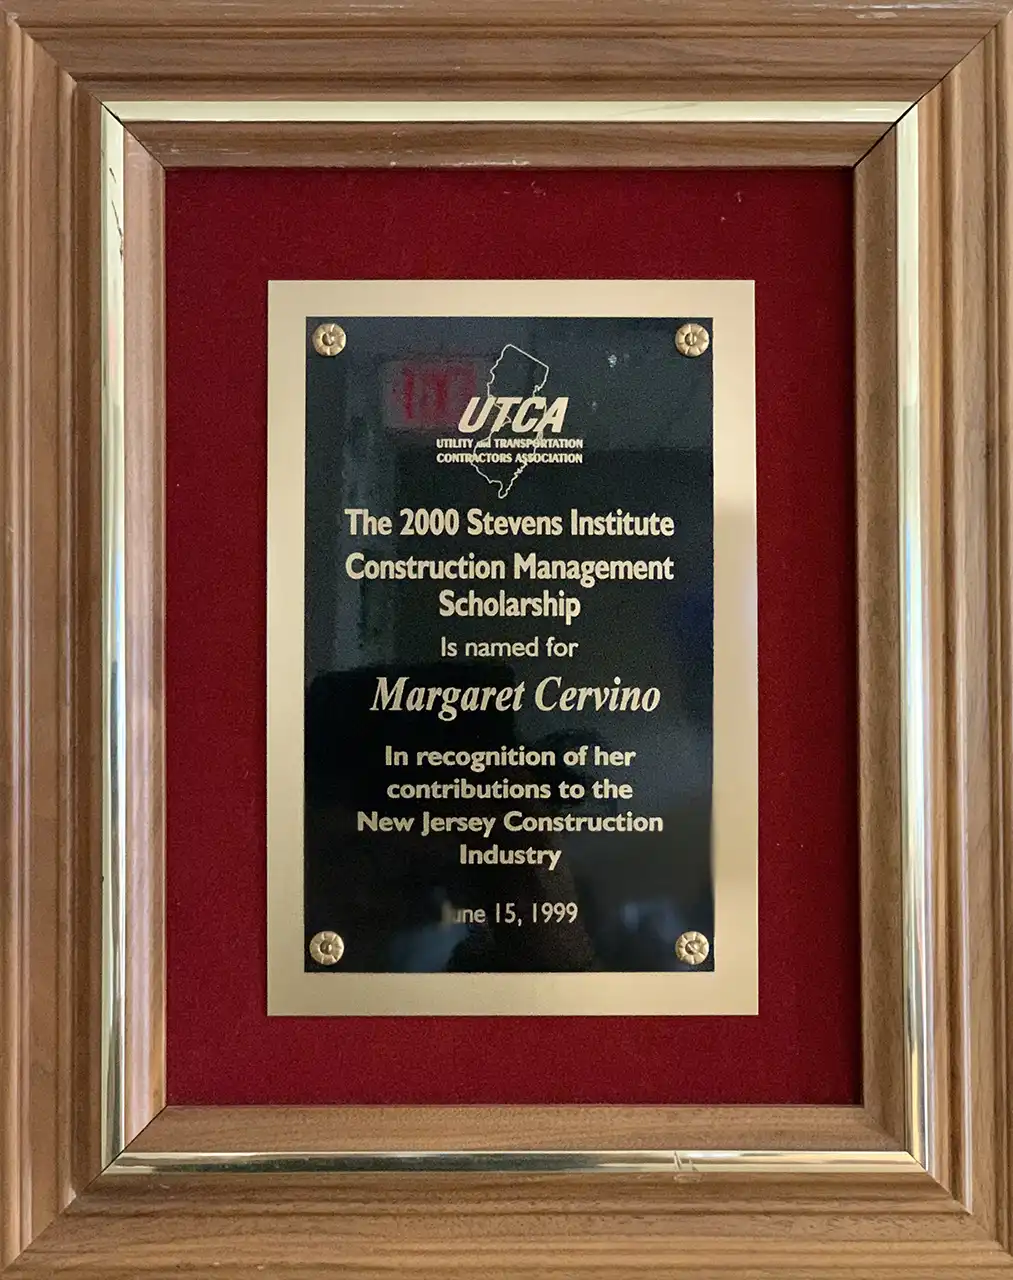 UTCA
UTILITY and TRANSPORTATION
CONTRACTORS ASSOCIATION
The 2000 Stevens Institute
Construction Management
Scholarship
Is named for
Margaret Cervino
In recognition of her
contributions to the
New Jersey Construction
Industry
June 15, 1999